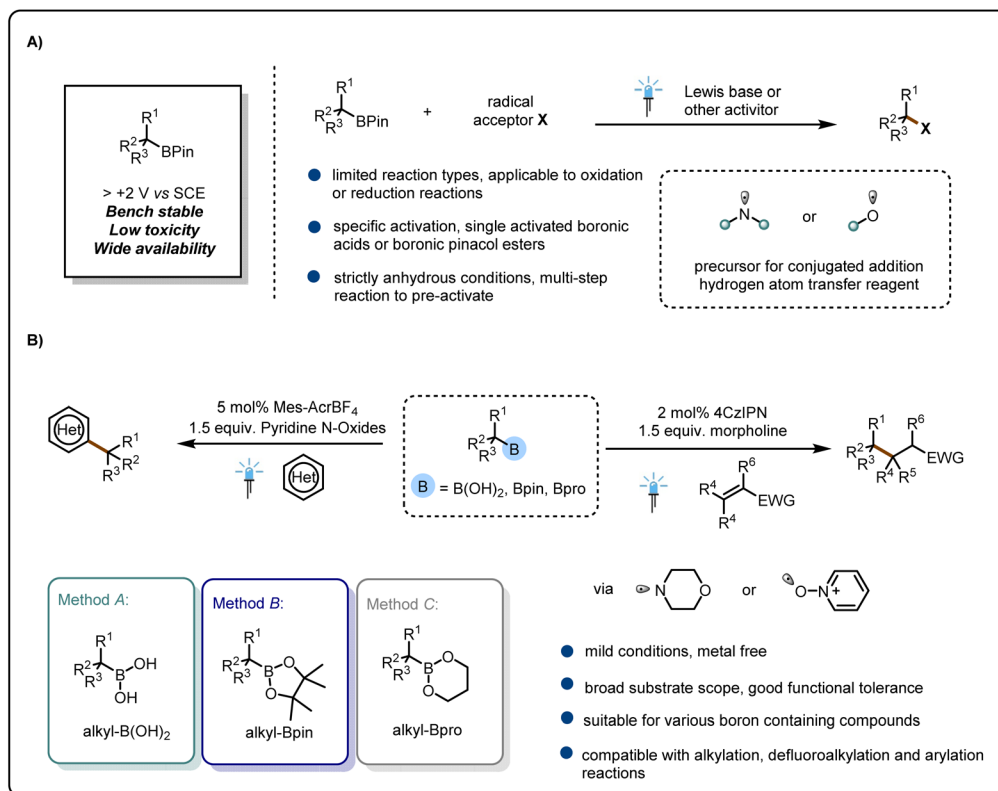 A)
R1
R2
R3
BPin
> +2 V vs SCE
Bench stable
Low toxicity
Wide availability
R1
R2
R3
BPin
+
radical
acceptor X
Lewis base or
other activitor
R1
R2
R3
X
limited reaction types, applicable to oxidation
or reduction reactions
specific activation, single activated boronic
acids or boronic pinacol esters
strictly anhydrous conditions, multi-step
reaction to pre-activate
N
or
O
precursor for conjugated addition
hydrogen atom transfer reagent
B)
Het
R1
R2
R3
5 mol% Mes-AcrBF4
1.5 equiv. Pyridine N-Oxides
Het
R1
R2
R3
B
B = B(OH)2, Bpin, Bpro
2 mol% 4CzIPN
1.5 equiv. morpholine
R6
R4
EWG
R4
R1
R6
R2
R3
EWG
R4
R5
Method A:
R1
R2
R3
B
OH
OH
alkyl-B(OH)2
Method B:
R1
R2
R3
B
O
O
alkyl-Bpin
Method C:
R1
R2
R3
B
O
O
alkyl-Bpro
via
N
O
or
O
N+
mild conditions, metal free
broad substrate scope, good functional tolerance
suitable for various boron containing compounds
compatible with alkylation, defluoroalkylation and arylation
reactions